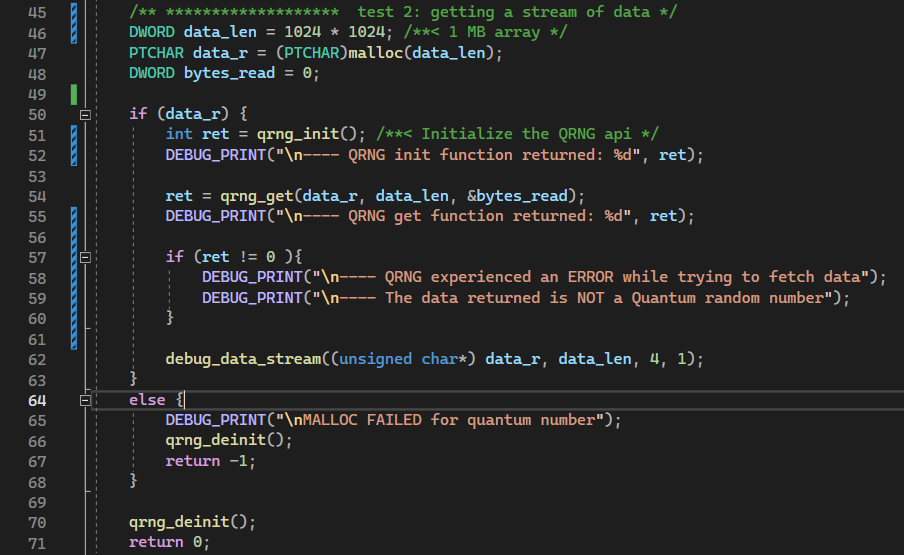 45 /** *******************  test 2: getting a stream of data */
46 DWORD data_len = 1024 * 1024; /**< 1 MB array */
47 PTCHAR data_r = (PTCHAR)malloc(data_len);
48 DWORD bytes_read = 0;
49
50 if (data_r) {
51 int ret = qrng_init(); /**< Initialize the QRNG api */
52 DEBUG_PRINT("\n---- QRNG init function returned: %d", ret);
53
54 ret = qrng_get(data_r, data_len, &bytes_read);
55 DEBUG_PRINT("\n---- QRNG get function returned: %d", ret);
56
57 if (ret != 0 ){
58 DEBUG_PRINT("\n---- QRNG experienced an ERROR while trying to fetch data");
59 DEBUG_PRINT("\n---- The data returned is NOT a Quantum random number");
60 }
61
62 debug_data_stream((unsigned char*) data_r, data_len, 4, 1);
63 }
64 else {
65 DEBUG_PRINT("\nMALLOC FAILED for quantum number");
66 qrng_deinit();
67 return -1;
68 }
69
70 qrng_deinit();
71 return 0;